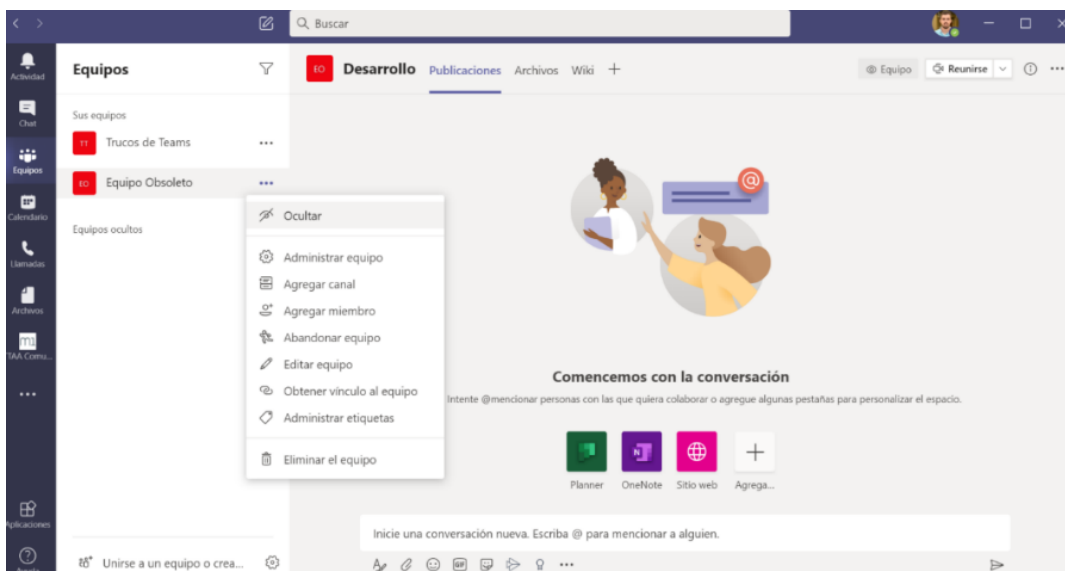 Buscar
Actividad
Chat
Equipos
Calendario
Llamadas
Archivos
TAA Comu...
Aplicaciones
Equipos
Sus equipos
TT Trucos de Teams
EO Equipo Obsoleto
Equipos ocultos
Ocultar
Administrar equipo
Agregar canal
Agregar miembro
Abandonar equipo
Editar equipo
Obtener vínculo al equipo
Administrar etiquetas
Eliminar el equipo
Unirse a un equipo o crea...
EO Desarrollo Publicaciones Archivos Wiki
Equipo Reunirse
@
Comencemos con la conversación
Intente @mencionar personas con las que quiera colaborar o agregue algunas pestañas para personalizar el espacio.
Planner OneNote Sitio web Agrega...
Inicie una conversación nueva. Escriba @ para mencionar a alguien.
GIF